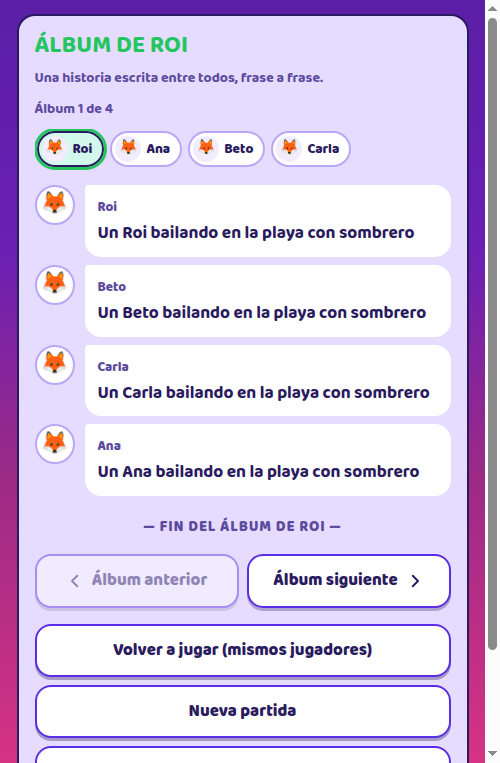 ÁLBUM DE ROI
Una historia escrita entre todos, frase a frase.
Álbum 1 de 4
Roi Ana Beto Carla
Roi
Un Roi bailando en la playa con sombrero
Beto
Un Beto bailando en la playa con sombrero
Carla
Un Carla bailando en la playa con sombrero
Ana
Un Ana bailando en la playa con sombrero
— FIN DEL ÁLBUM DE ROI —
Álbum anterior Álbum siguiente
Volver a jugar (mismos jugadores)
Nueva partida